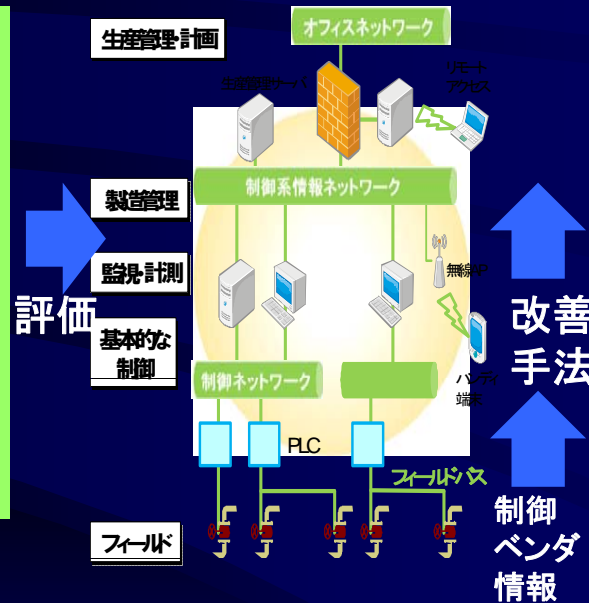 生産管理・計画
オフィスネットワーク
リモート
アクセス
制御系情報ネットワーク
製造管理
監視・計測
無線AP
評価
改善
手法
基本的な
制御
制御ネットワーク
ハンディ
端末
PLC
フィールドバス
フィールド
制御
ベンダ
情報